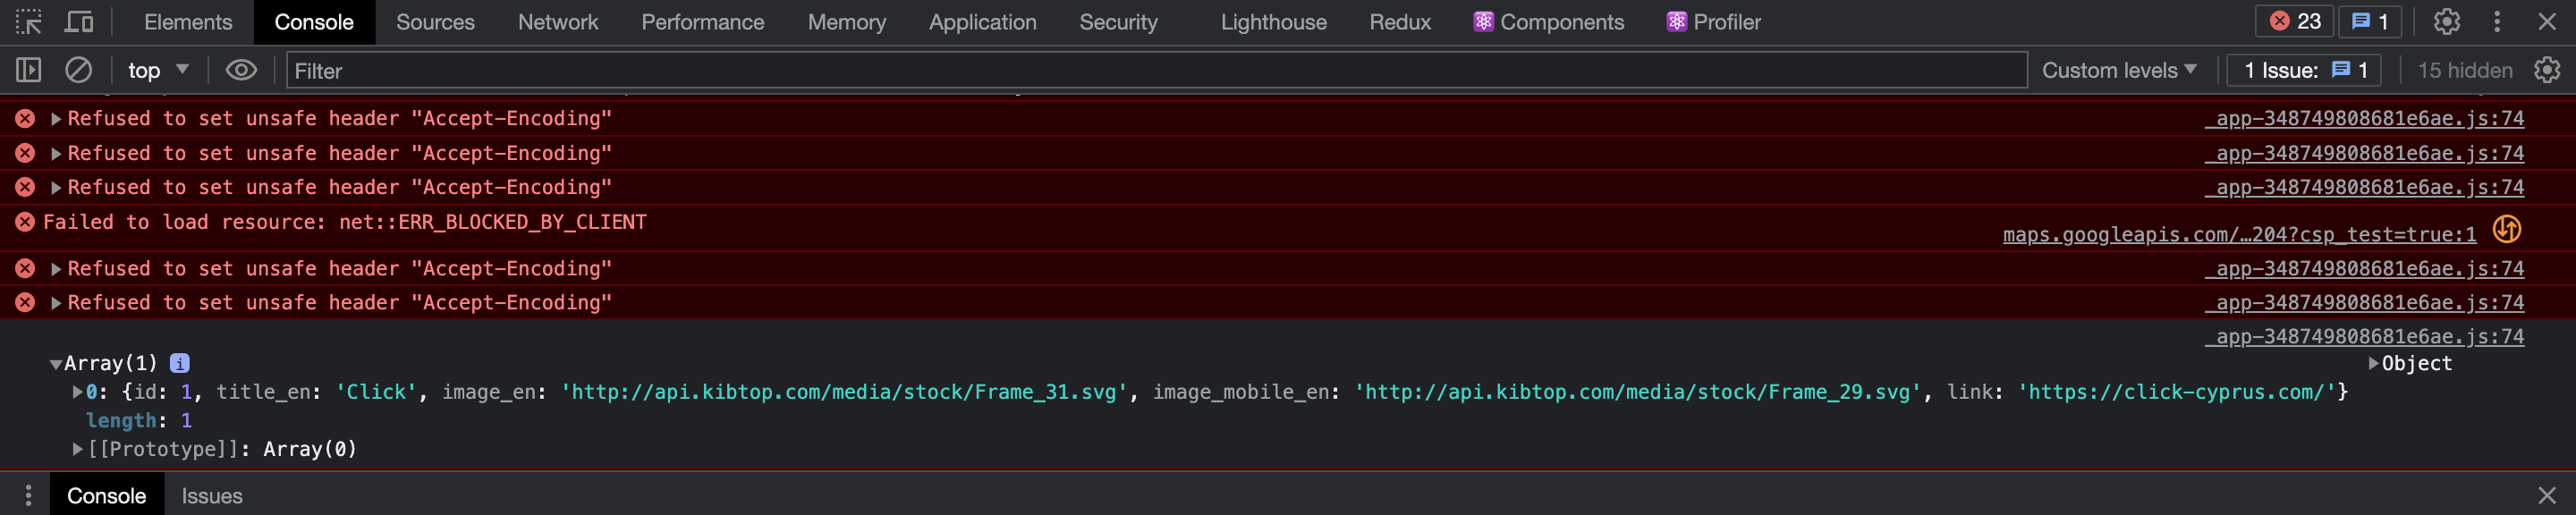 Elements Console Sources Network Performance Memory Application Security Lighthouse Redux Components Profiler 23 1
top Filter Custom levels 1 Issue: 1 15 hidden
Refused to set unsafe header "Accept-Encoding" _app-348749808681e6ae.js:74
Refused to set unsafe header "Accept-Encoding" _app-348749808681e6ae.js:74
Refused to set unsafe header "Accept-Encoding" _app-348749808681e6ae.js:74
Failed to load resource: net::ERR_BLOCKED_BY_CLIENT maps.googleapis.com/…204?csp_test=true:1
Refused to set unsafe header "Accept-Encoding" _app-348749808681e6ae.js:74
Refused to set unsafe header "Accept-Encoding" _app-348749808681e6ae.js:74
_app-348749808681e6ae.js:74
Array(1) i Object
0: {id: 1, title_en: 'Click', image_en: 'http://api.kibtop.com/media/stock/Frame_31.svg', image_mobile_en: 'http://api.kibtop.com/media/stock/Frame_29.svg', link: 'https://click-cyprus.com/'}
length: 1
[[Prototype]]: Array(0)
Console Issues